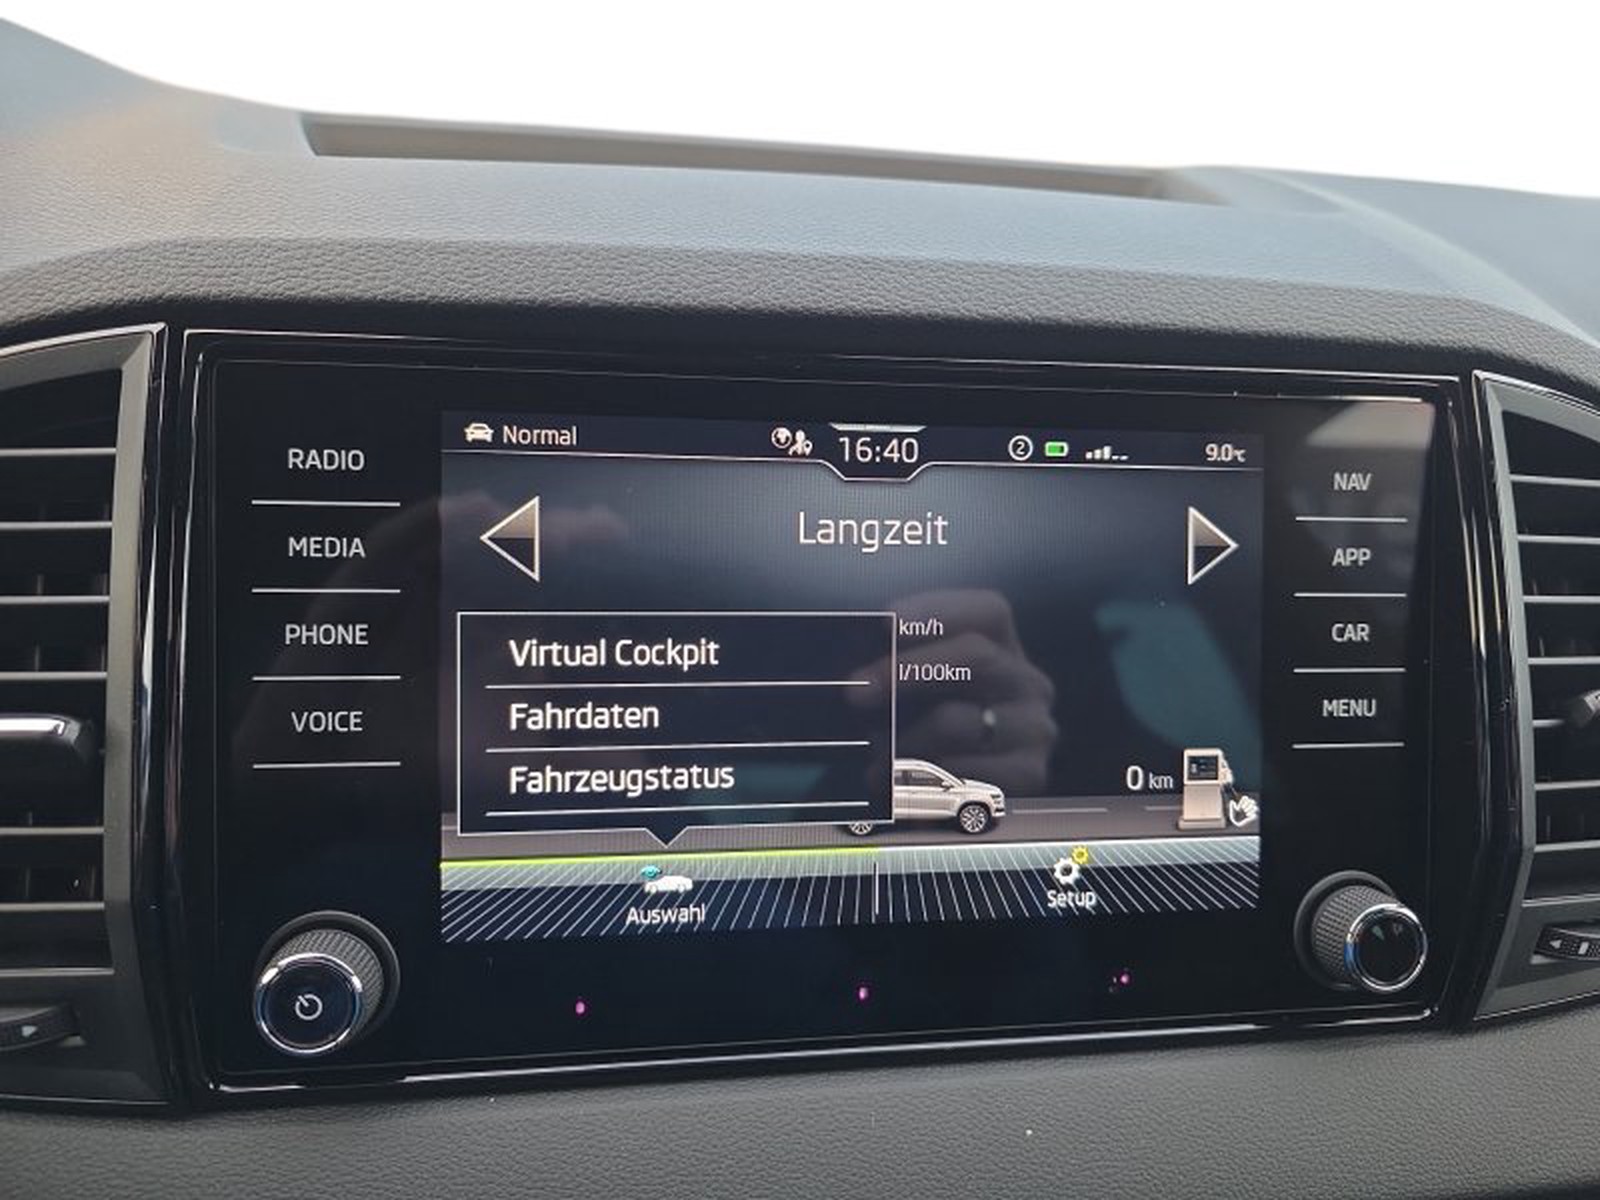 Normal
16:40
2
9.0°C
Langzeit
RADIO
MEDIA
PHONE
VOICE
NAV
APP
CAR
MENU
Virtual Cockpit
Fahrdaten
Fahrzeugstatus
km/h
l/100km
0 km
Auswahl
Setup